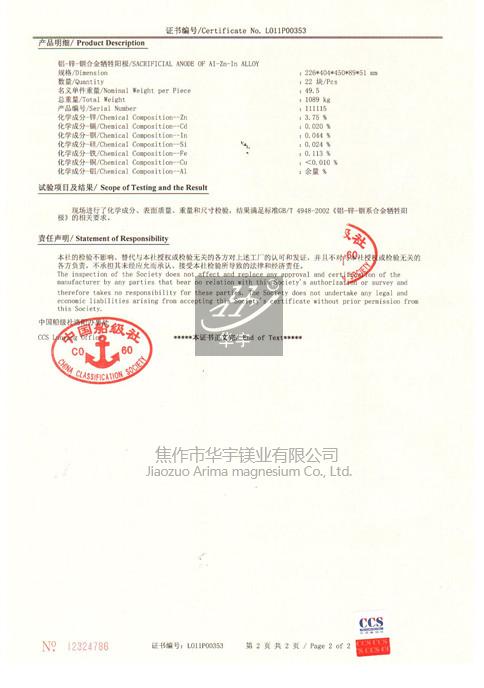 证书编号/Certificate No. LO11P00353
产品明细/ Product Description
铝-锌-铟合金牺牲阳极/SACRIFICIAL ANODE OF AI-Zn-In ALLOY
规格/Dimension : 226*404*450*89*51 mm
数量/Quantity : 22 块/Pcs
名义单件重量/Nominal Weight per Piece : 49.5
总重量/Total Weight : 1089 kg
产品编号/Serial Number : 111115
化学成分-锌/Chemical Composition--Zn : 3.75 %
化学成分-镉/Chemical Composition--Cd : 0.020 %
化学成分-铟/Chemical Composition--In : 0.044 %
化学成分-硅/Chemical Composition--Si : 0.024 %
化学成分-铁/Chemical Composition--Fe : 0.113 %
化学成分-铜/Chemical Composition--Cu : <0.010 %
化学成分-铝/Chemical Composition--Al : 余量 %
试验项目及结果/ Scope of Testing and the Result
现场进行了化学成分、表面质量、重量和尺寸检验，结果满足标准GB/T 4948-2002《铝-锌-铟系合金牺牲阳
极》的相关要求。
责任声明/ Statement of Responsibility
本社的检验不影响、替代与本社授权或检验无关的各方对上述工厂的认可和发证，并且不对与本社授权或检验无关的
各方负责，不承担其未经应允而承认、接受本社检验所导致的法律和经济责任。
The inspection of the Society does not affect and replace any approval and certification of the
manufacturer by any parties that bear no relation with this Society's authorization or survey and
therefore takes no responsibility for these parties. The Society does not undertake any legal and
economic liabilities arising from accepting this Society's certificate without prior permission from
this Society.
中国船级社洛阳办事处
CCS Luoyang Office
*****本证书正文完/ End of Text*****
中国船级社
CO 60
CHINA CLASSIFICATION SOCIETY
级社
60
SOCIETY
HY
华宇
焦作市华宇镁业有限公司
Jiaozuo Arima magnesium Co., Ltd.
CCS
№ 12324786
证书编号: LO11P00353 第 2 页 共 2 页 / Page 2 of 2